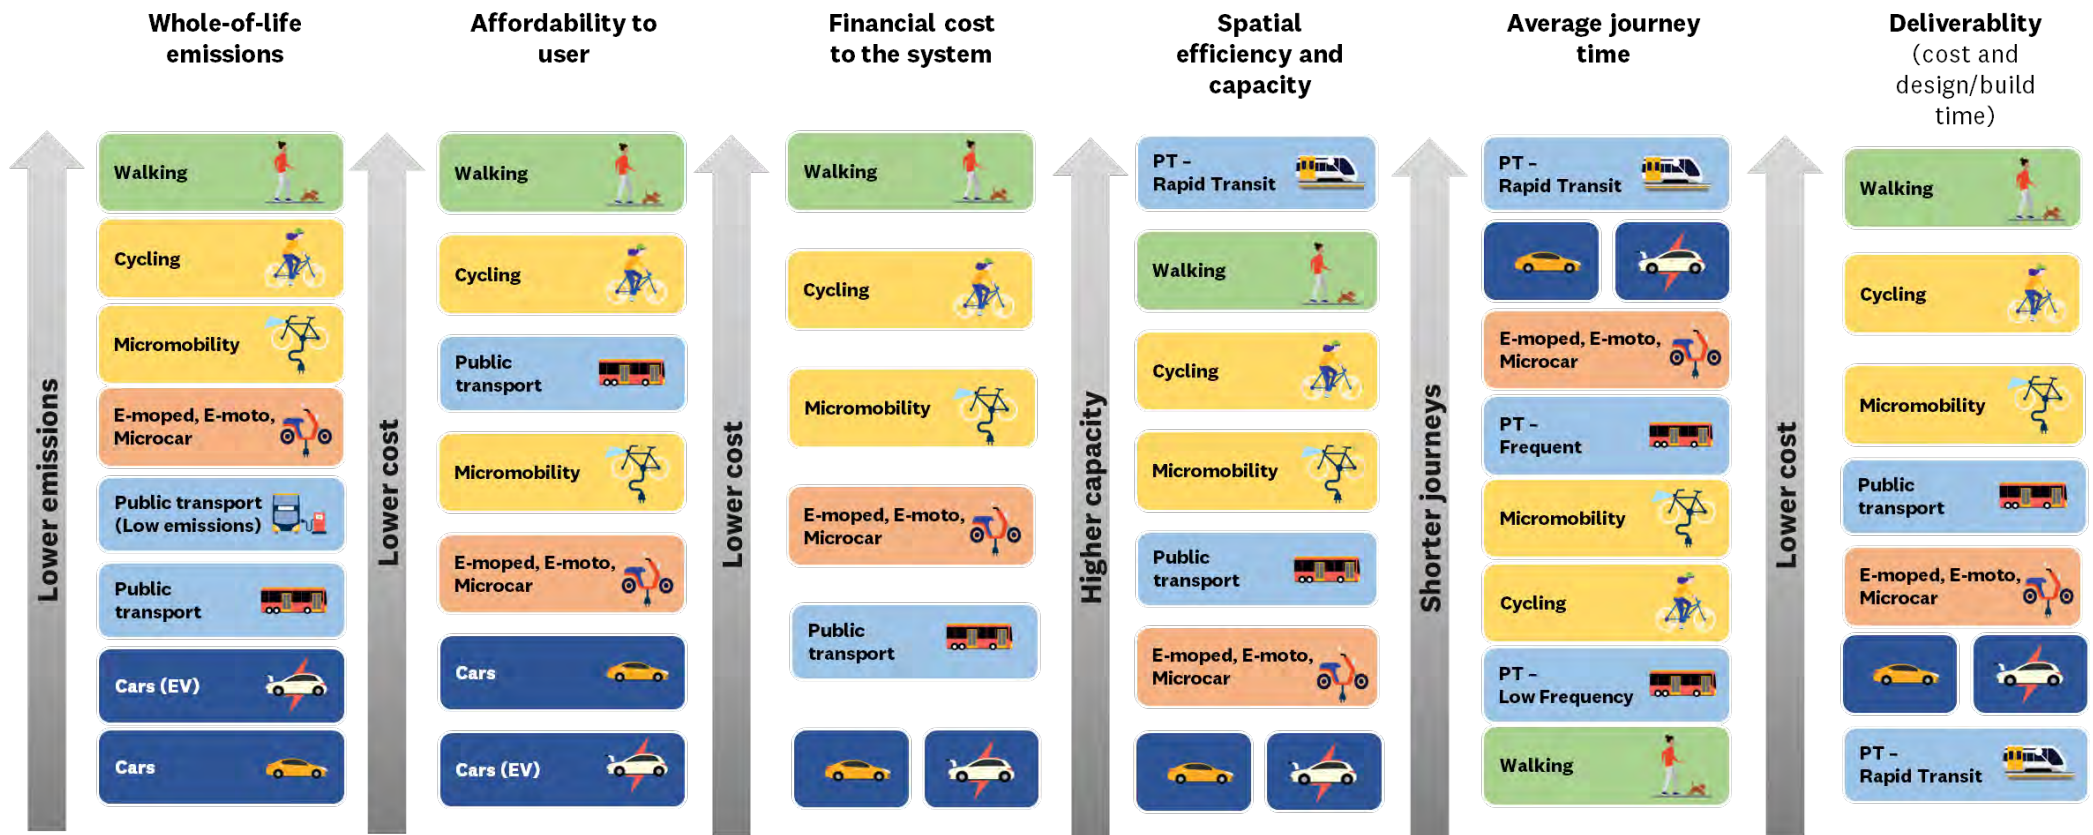 Whole-of-life
emissions
Lower emissions
Walking
Cycling
Micromobility
E-moped, E-moto,
Microcar
Public transport
(Low emissions)
Public
transport
Cars (EV)
Cars
Affordability to
user
Lower cost
Walking
Cycling
Public
transport
Micromobility
E-moped, E-moto,
Microcar
Cars
Cars (EV)
Financial cost
to the system
Lower cost
Walking
Cycling
Micromobility
E-moped, E-moto,
Microcar
Public
transport
Spatial
efficiency and
capacity
Higher capacity
PT –
Rapid Transit
Walking
Cycling
Micromobility
Public
transport
E-moped, E-moto,
Microcar
Average journey
time
Shorter journeys
PT –
Rapid Transit
E-moped, E-moto,
Microcar
PT –
Frequent
Micromobility
Cycling
PT –
Low Frequency
Walking
Deliverablity
(cost and
design/build
time)
Lower cost
Walking
Cycling
Micromobility
Public
transport
E-moped, E-moto,
Microcar
PT –
Rapid Transit